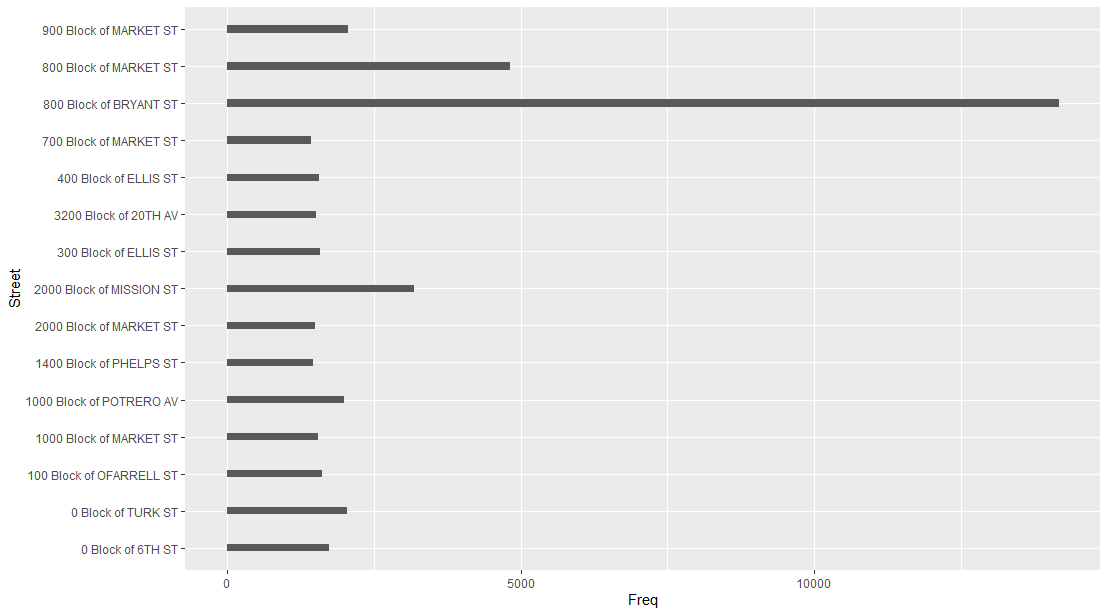 900 Block of MARKET ST
800 Block of MARKET ST
800 Block of BRYANT ST
700 Block of MARKET ST
400 Block of ELLIS ST
3200 Block of 20TH AV
300 Block of ELLIS ST
2000 Block of MISSION ST
2000 Block of MARKET ST
1400 Block of PHELPS ST
1000 Block of POTRERO AV
1000 Block of MARKET ST
100 Block of OFARRELL ST
0 Block of TURK ST
0 Block of 6TH ST
Street
0 5000 10000
Freq